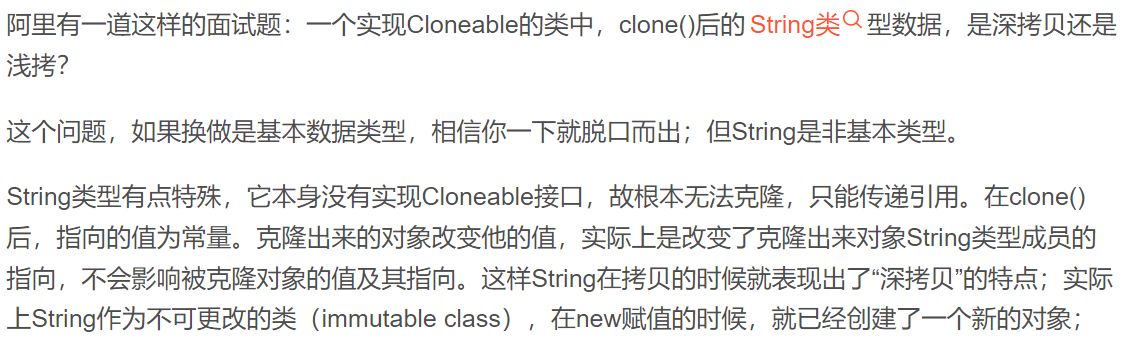 阿里有一道这样的面试题：一个实现Cloneable的类中，clone()后的 String类 型数据，是深拷贝还是
浅拷？
这个问题，如果换做是基本数据类型，相信你一下就脱口而出；但String是非基本类型。
String类型有点特殊，它本身没有实现Cloneable接口，故根本无法克隆，只能传递引用。在clone()
后，指向的值为常量。克隆出来的对象改变他的值，实际上是改变了克隆出来对象String类型成员的
指向，不会影响被克隆对象的值及其指向。这样String在拷贝的时候就表现出了“深拷贝”的特点；实际
上String作为不可更改的类（immutable class），在new赋值的时候，就已经创建了一个新的对象；